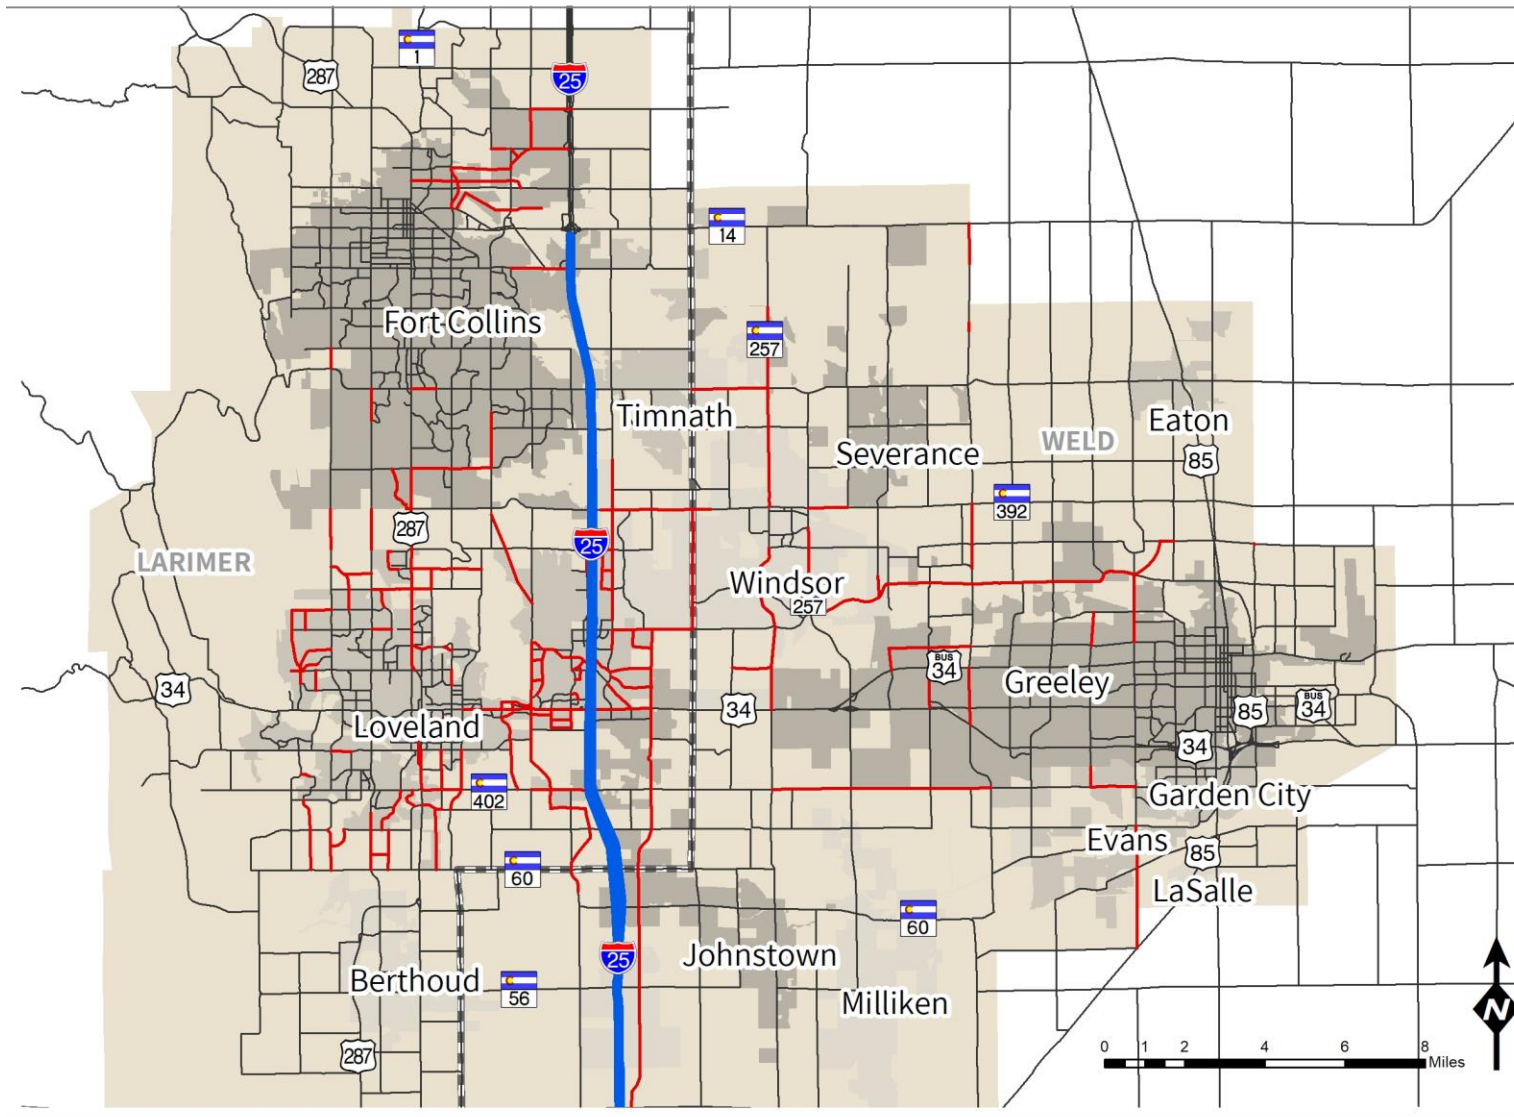 1
287
25
14
Fort Collins
257
Timnath
Eaton
Severance
WELD
85
392
287
25
LARIMER
Windsor
257
BUS
34
Greeley
34
34
BUS
34
85
Loveland
34
402
Garden City
Evans
85
60
LaSalle
60
25
Johnstown
Berthoud
56
Milliken
N
287
0 1 2 4 6 8
Miles